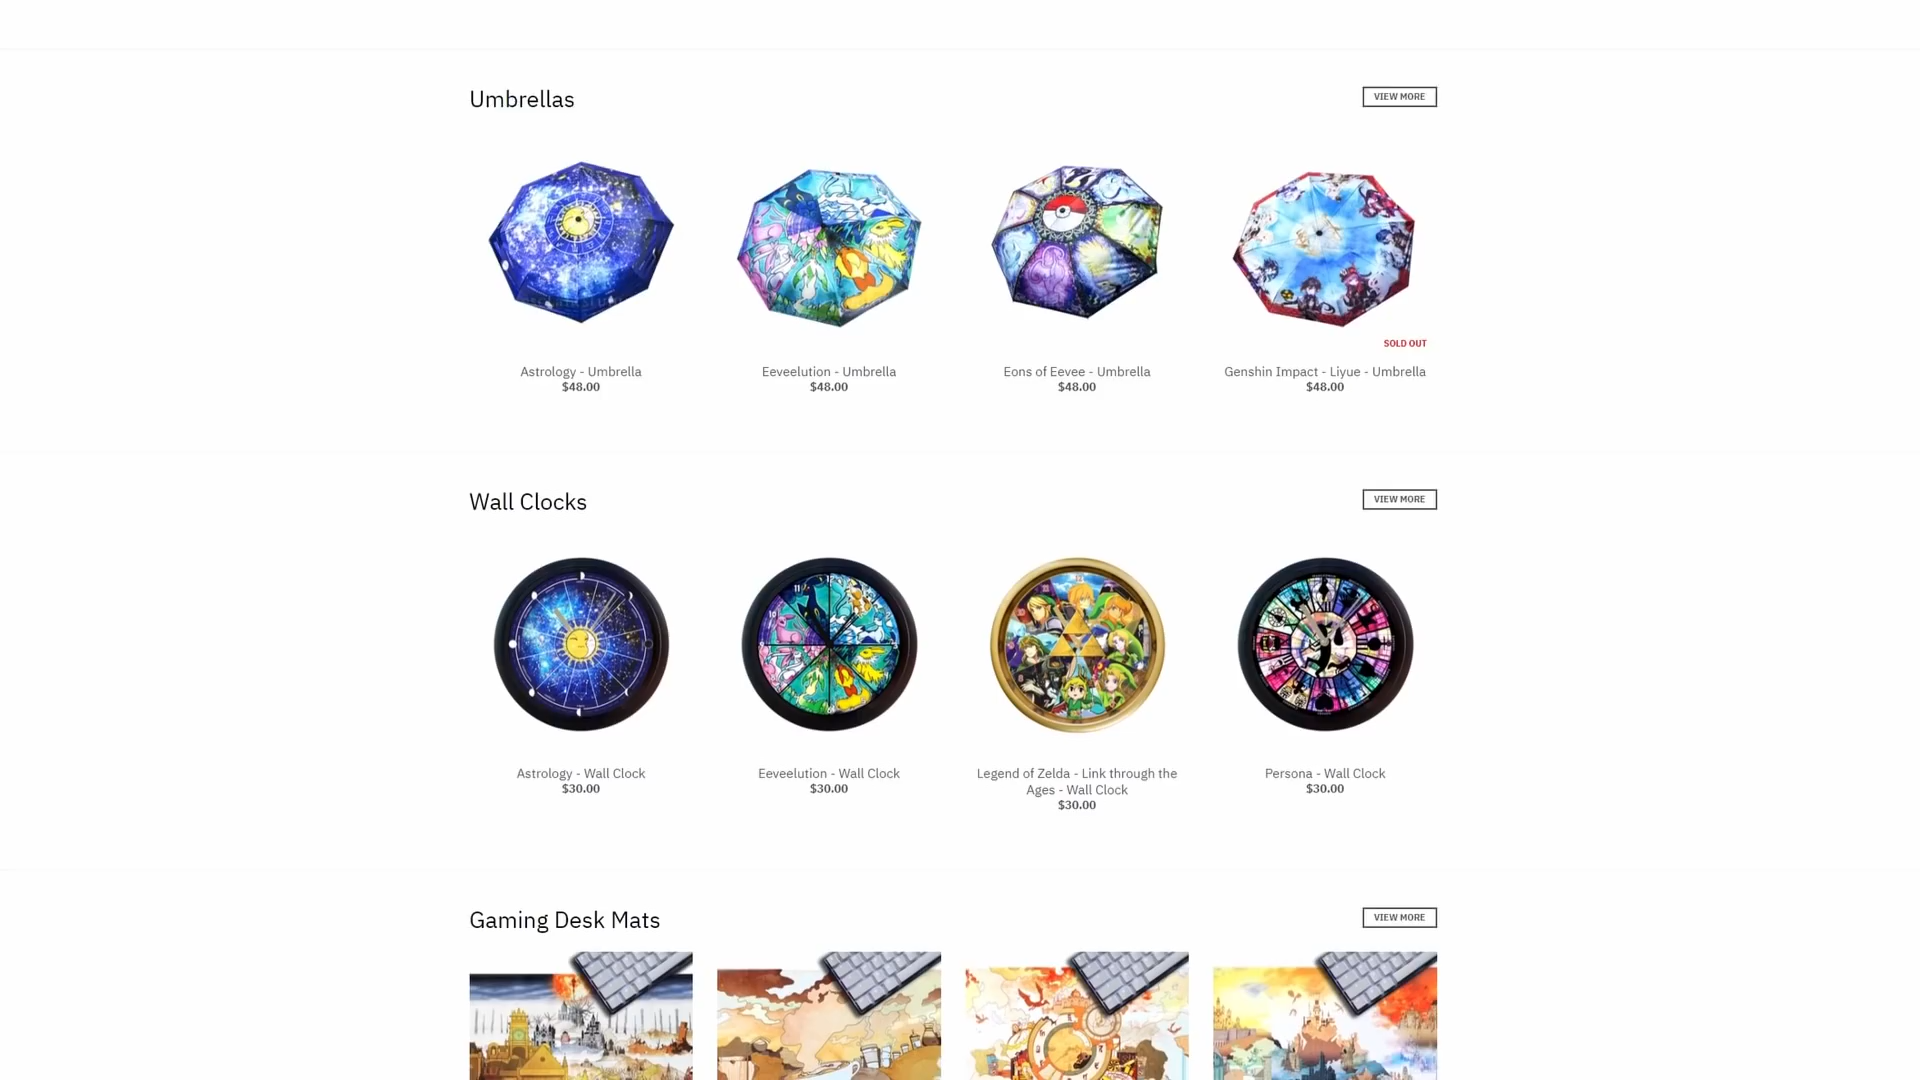 Umbrellas
VIEW MORE
SOLD OUT
Astrology - Umbrella
$48.00
Eeveelution - Umbrella
$48.00
Eons of Eevee - Umbrella
$48.00
Genshin Impact - Liyue - Umbrella
$48.00
Wall Clocks
VIEW MORE
Astrology - Wall Clock
$30.00
Eeveelution - Wall Clock
$30.00
Legend of Zelda - Link through the
Ages - Wall Clock
$30.00
Persona - Wall Clock
$30.00
Gaming Desk Mats
VIEW MORE